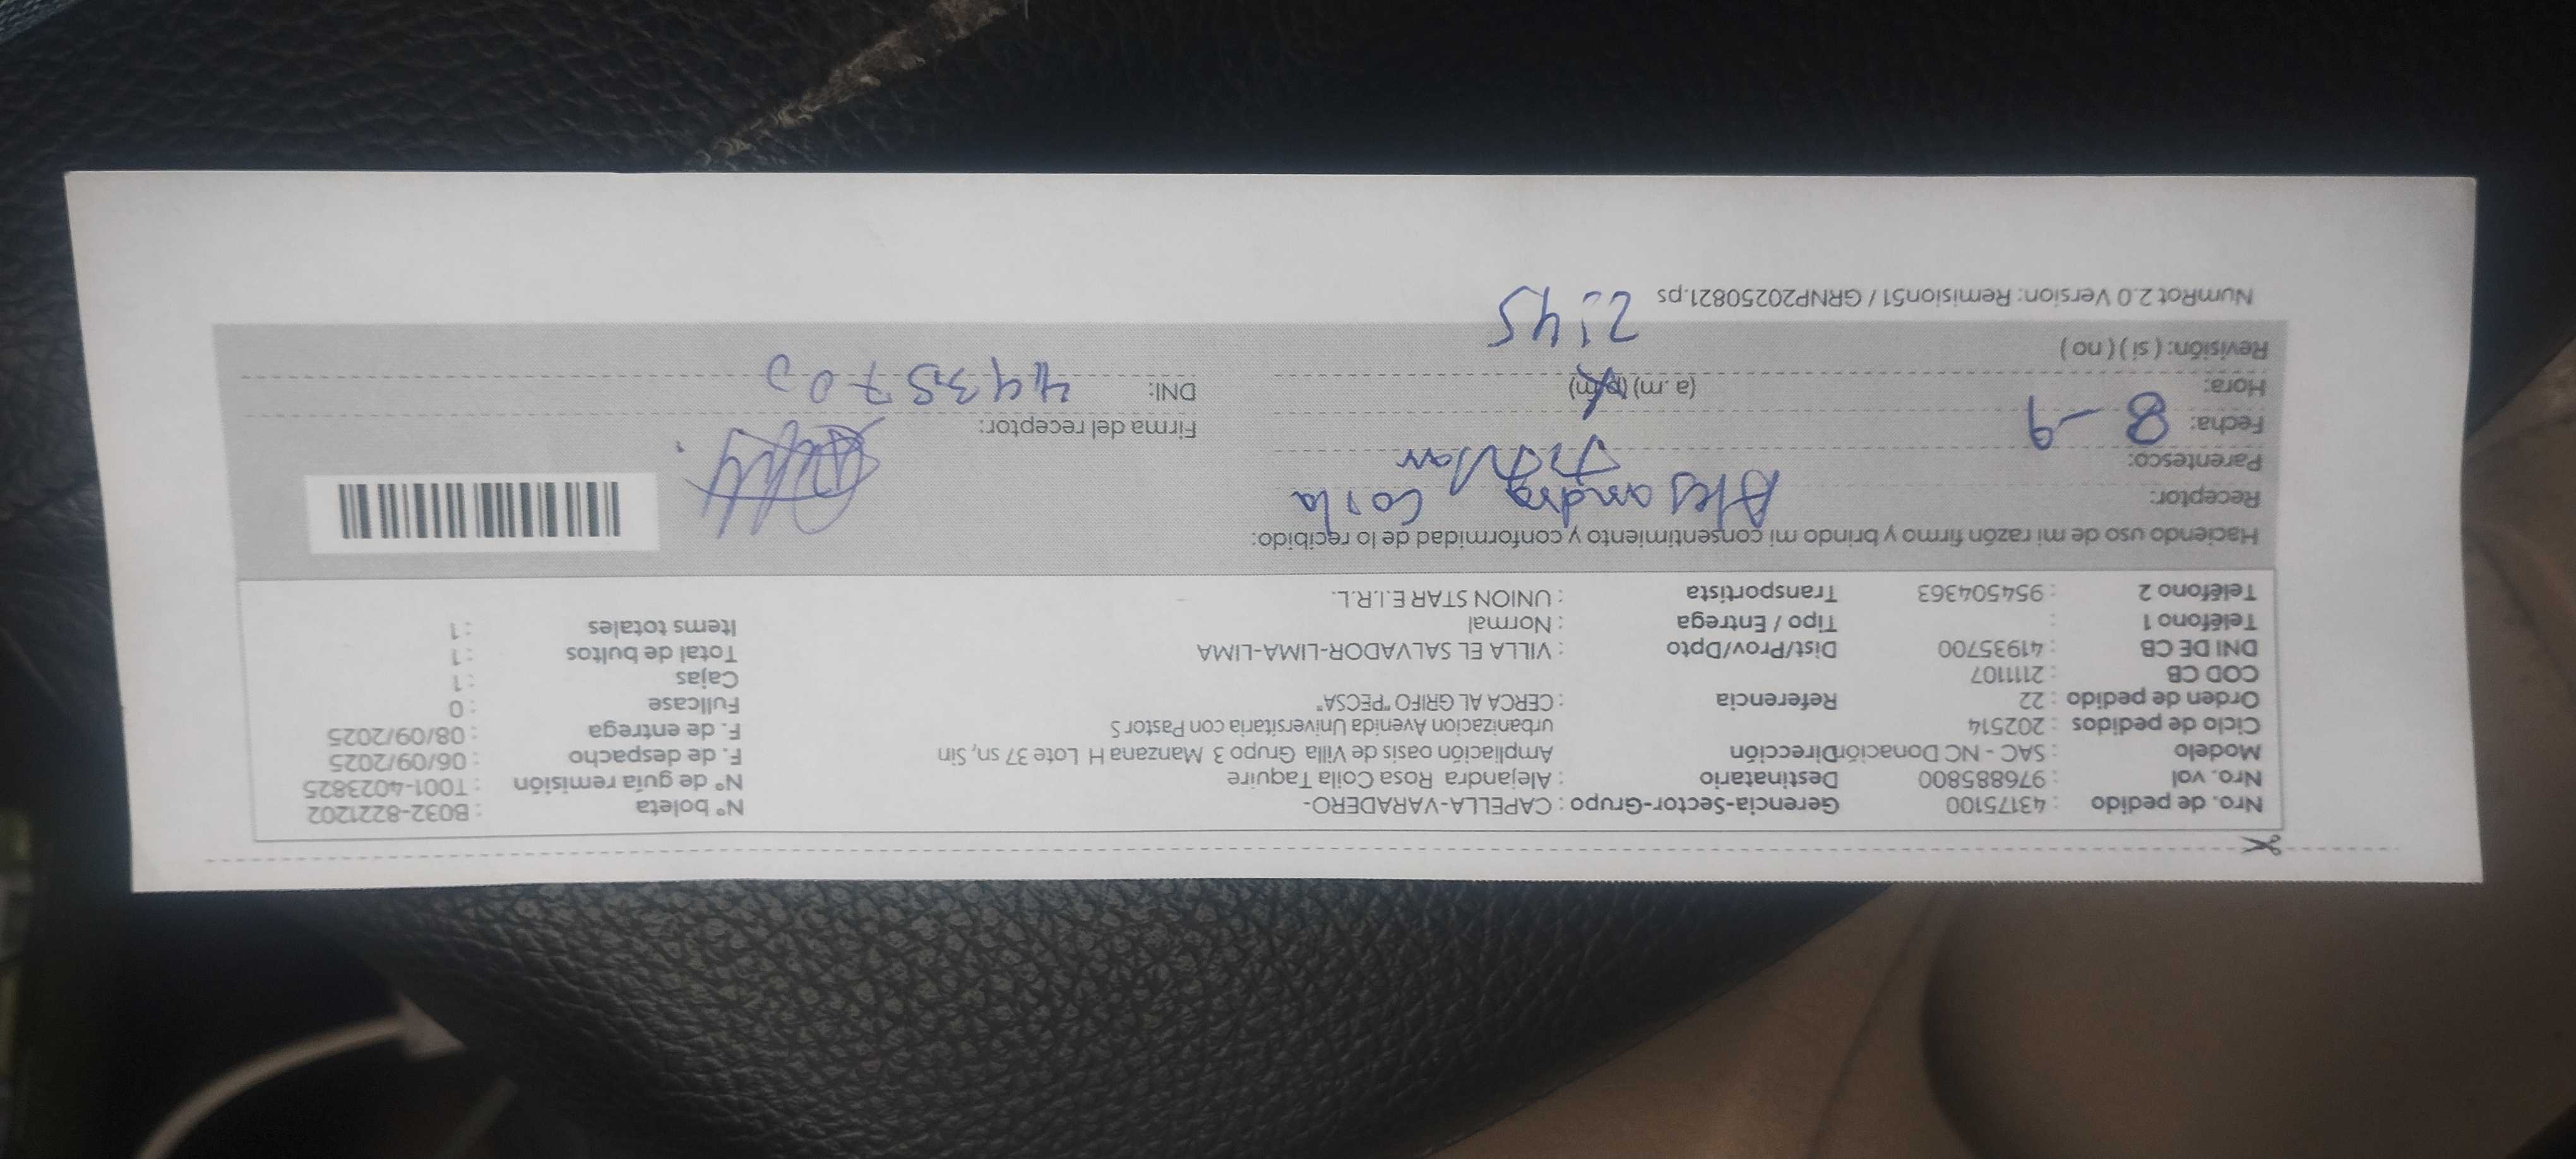 Nro. de pedido : 43175100 Gerencia-Sector-Grupo : CAPELLA-VARADERO- N° boleta : B032-8221202
Nro. val : 976885800 Destinatario : Alejandra Rosa Coila Taquire N° de guía remisión : T001-4023825
Modelo : SAC - NC Donación Dirección Ampliación oasis de Villa Grupo 3 Manzana H Lote 37 sn, Sin F. de despacho : 06/09/2025
Ciclo de pedidos : 202514 urbanizacion Avenida Universitaria con Pastor S F. de entrega : 08/09/2025
Orden de pedido : 22 Referencia : CERCA AL GRIFO "PECSA" Fullcase : 0
COD CB : 2111107 Cajas : 1
DNI DE CB : 41935700 Dist/Prov/Dpto : VILLA EL SALVADOR-LIMA-LIMA Total de bultos : 1
Teléfono 1 : Tipo / Entrega : Normal Items totales : 1
Teléfono 2 : 954504363 Transportista : UNION STAR E.I.R.L.
Haciendo uso de mi razón firmo y brindo mi consentimiento y conformidad de lo recibido:
Receptor: Alejandra Coila
Parentesco: Titular
Fecha: 8-9 Firma del receptor:
Hora: (a.m) (p.m) DNI:
Revisión: ( si ) ( no ) 2:45
NumRot 2.0 Version: Remision51 / GRNP20250821.ps